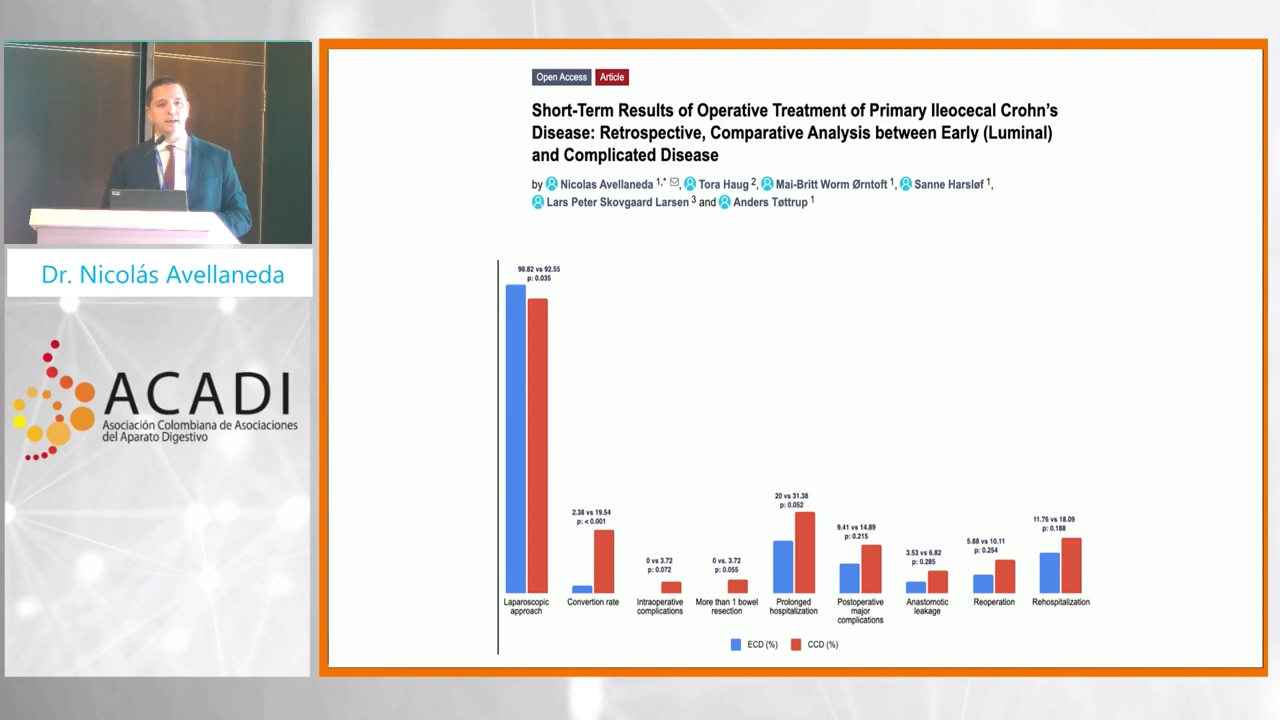 Open Access Article
Short-Term Results of Operative Treatment of Primary Ileocecal Crohn's
Disease: Retrospective, Comparative Analysis between Early (Luminal)
and Complicated Disease
by Nicolas Avellaneda 1,* , Tora Haug 2, Mai-Britt Worm Ørntoft 1, Sanne Harsløf 1,
Lars Peter Skovgaard Larsen 3 and Anders Tøttrup 1
Dr. Nicolás Avellaneda
ACADI
Asociación Colombiana de Asociaciones
del Aparato Digestivo
98.82 vs 92.55
p: 0.035
2.38 vs 19.54
p: < 0.001
0 vs 3.72
p: 0.072
0 vs. 3.72
p: 0.055
20 vs 31.38
p: 0.052
9.41 vs 14.89
p: 0.215
3.53 vs 6.82
p: 0.285
5.88 vs 10.11
p: 0.254
11.76 vs 18.09
p: 0.188
Laparoscopic
approach
Convertion rate
Intraoperative
complications
More than 1 bowel
resection
Prolonged
hospitalization
Postoperative
major
complications
Anastomotic
leakage
Reoperation
Rehospitalization
ECD (%)
CCD (%)